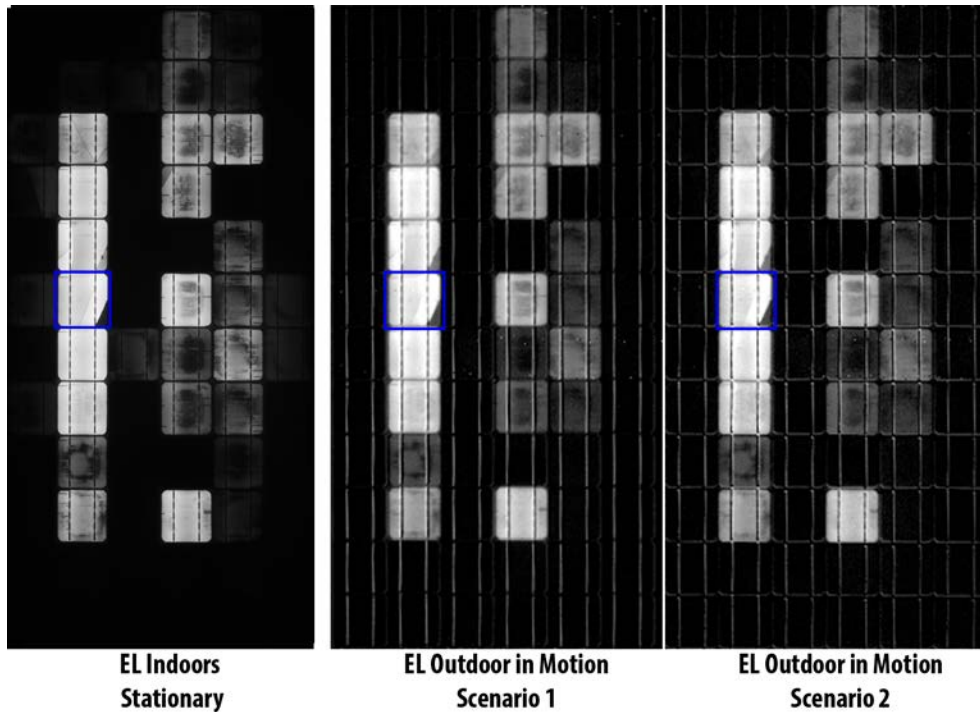 EL Indoors
Stationary
EL Outdoor in Motion
Scenario 1
EL Outdoor in Motion
Scenario 2